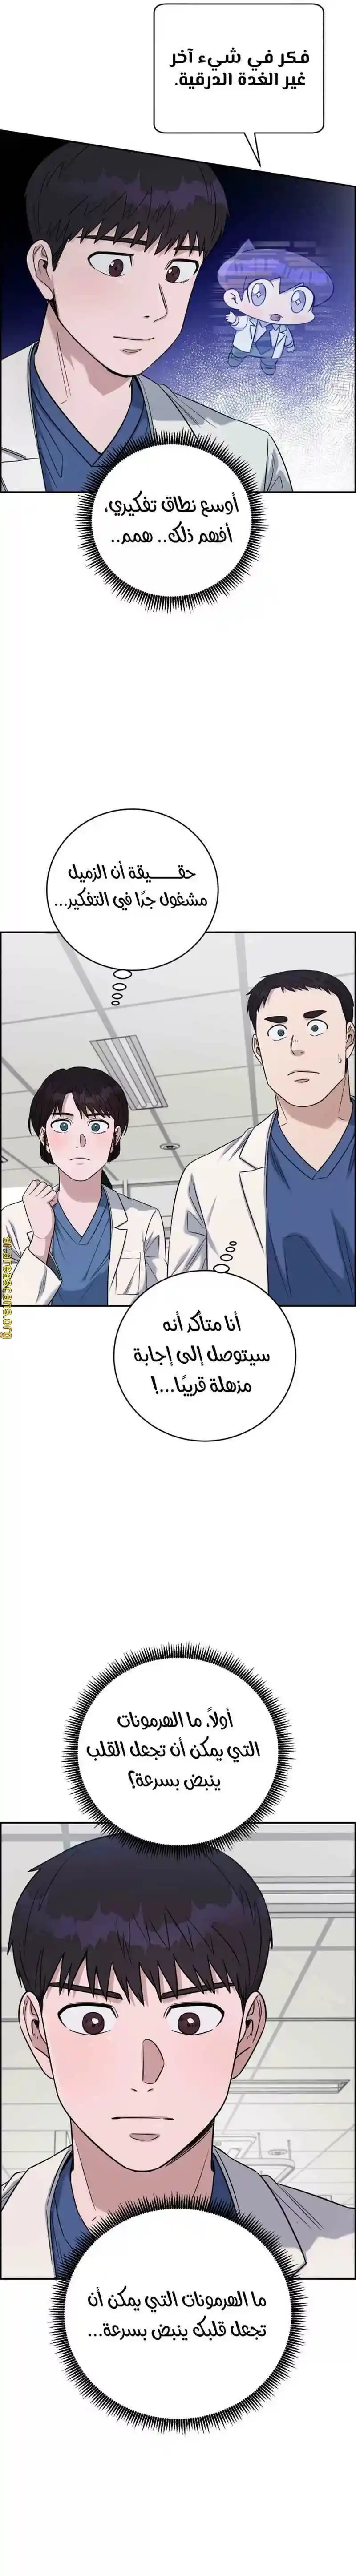 فكر في شيء آخر
غير الغدة الدرقية.
أوسع نطاق تفكيري،
أفهم ذلك.. همم..
حقـــيقة أن الزميل
مشغول جدًا في التفكير...
أنا متأكد أنه
سيتوصل إلى إجابة
مزهلة قريبًا...!
أولاً، ما الهرمونات
التي يمكن أن تجعل القلب
ينبض بسرعة؟
ما الهرمونات التي يمكن أن
تجعل قلبك ينبض بسرعة...